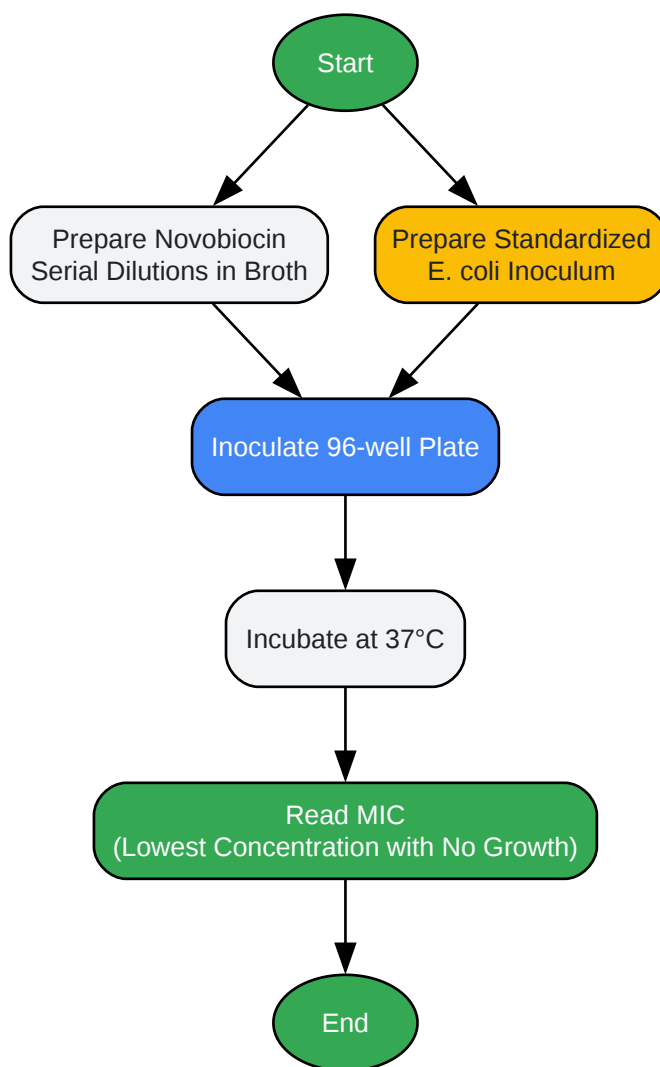 Start
Prepare Novobiocin
Serial Dilutions in Broth
Prepare Standardized
E. coli Inoculum
Inoculate 96-well Plate
Incubate at 37°C
Read MIC
(Lowest Concentration with No Growth)
End